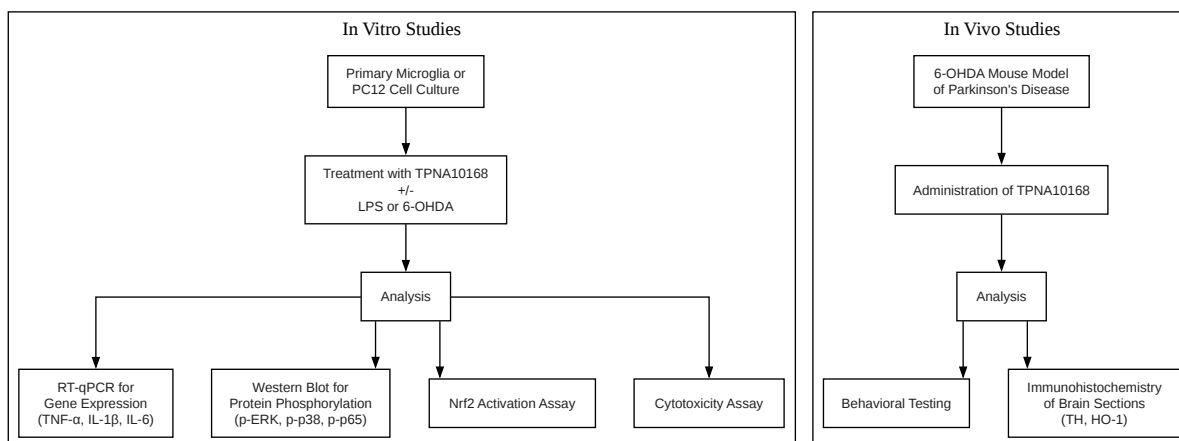 In Vitro Studies
Primary Microglia or
PC12 Cell Culture
Treatment with TPNA10168
+/-
LPS or 6-OHDA
Analysis
RT-qPCR for
Gene Expression
(TNF-α, IL-1β, IL-6)
Western Blot for
Protein Phosphorylation
(p-ERK, p-p38, p-p65)
Nrf2 Activation Assay
Cytotoxicity Assay
In Vivo Studies
6-OHDA Mouse Model
of Parkinson's Disease
Administration of TPNA10168
Analysis
Behavioral Testing
Immunohistochemistry
of Brain Sections
(TH, HO-1)